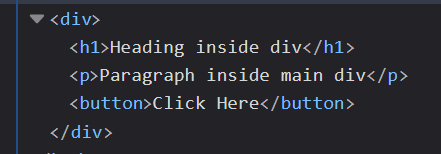 <div>
<h1>Heading inside div</h1>
<p>Paragraph inside main div</p>
<button>Click Here</button>
</div>